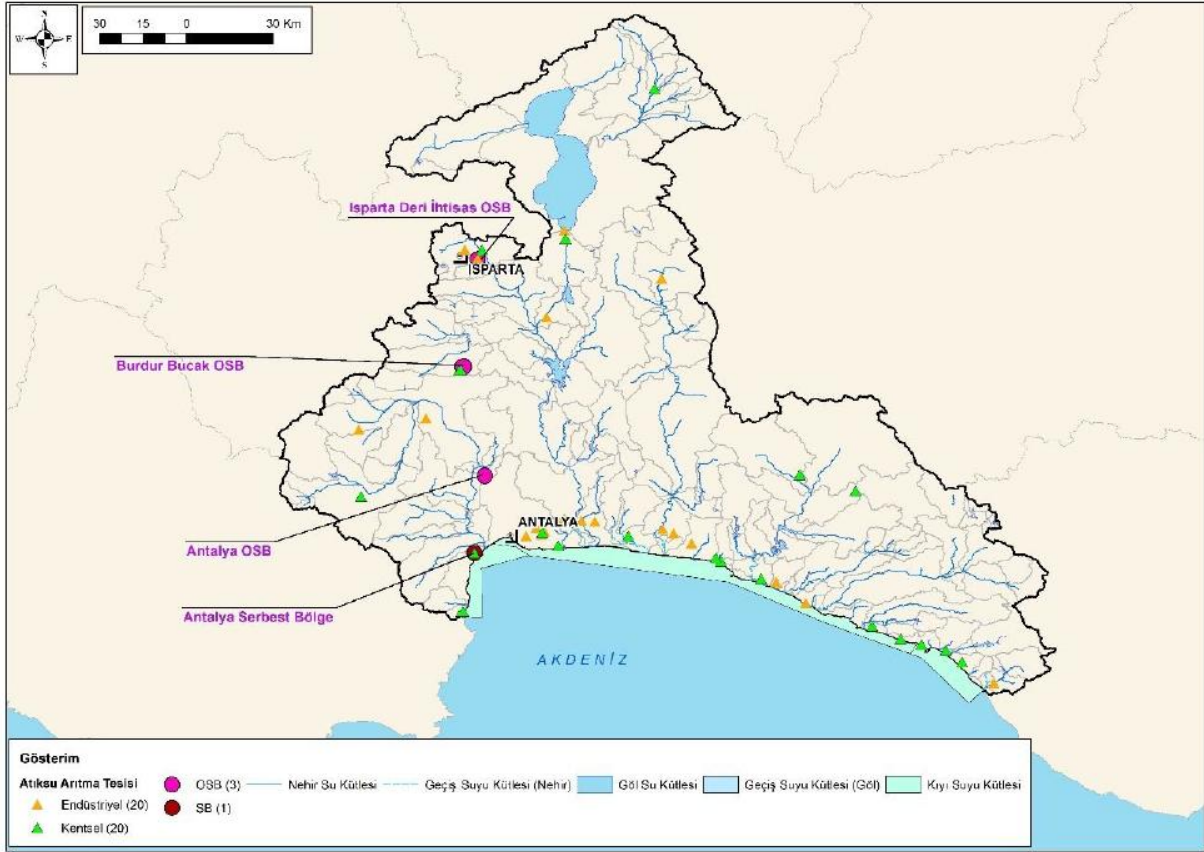 N
W E
S
30 15 0 30 Km
Isparta Deri İhtisas OSB
ISPARTA
Burdur Bucak OSB
Antalya OSB
ANTALYA
Antalya Serbest Bölge
AKDENİZ
Gösterim
Atıksu Arıtma Tesisi
Endüstriyel (20)
Kentsel (20)
OSB (3)
SB (1)
Nehir Su Kütlesi
Geçiş Suyu Kütlesi (Nehir)
Göl Su Kütlesi
Geçiş Suyu Kütlesi (Göl)
Kıyı Suyu Kütlesi